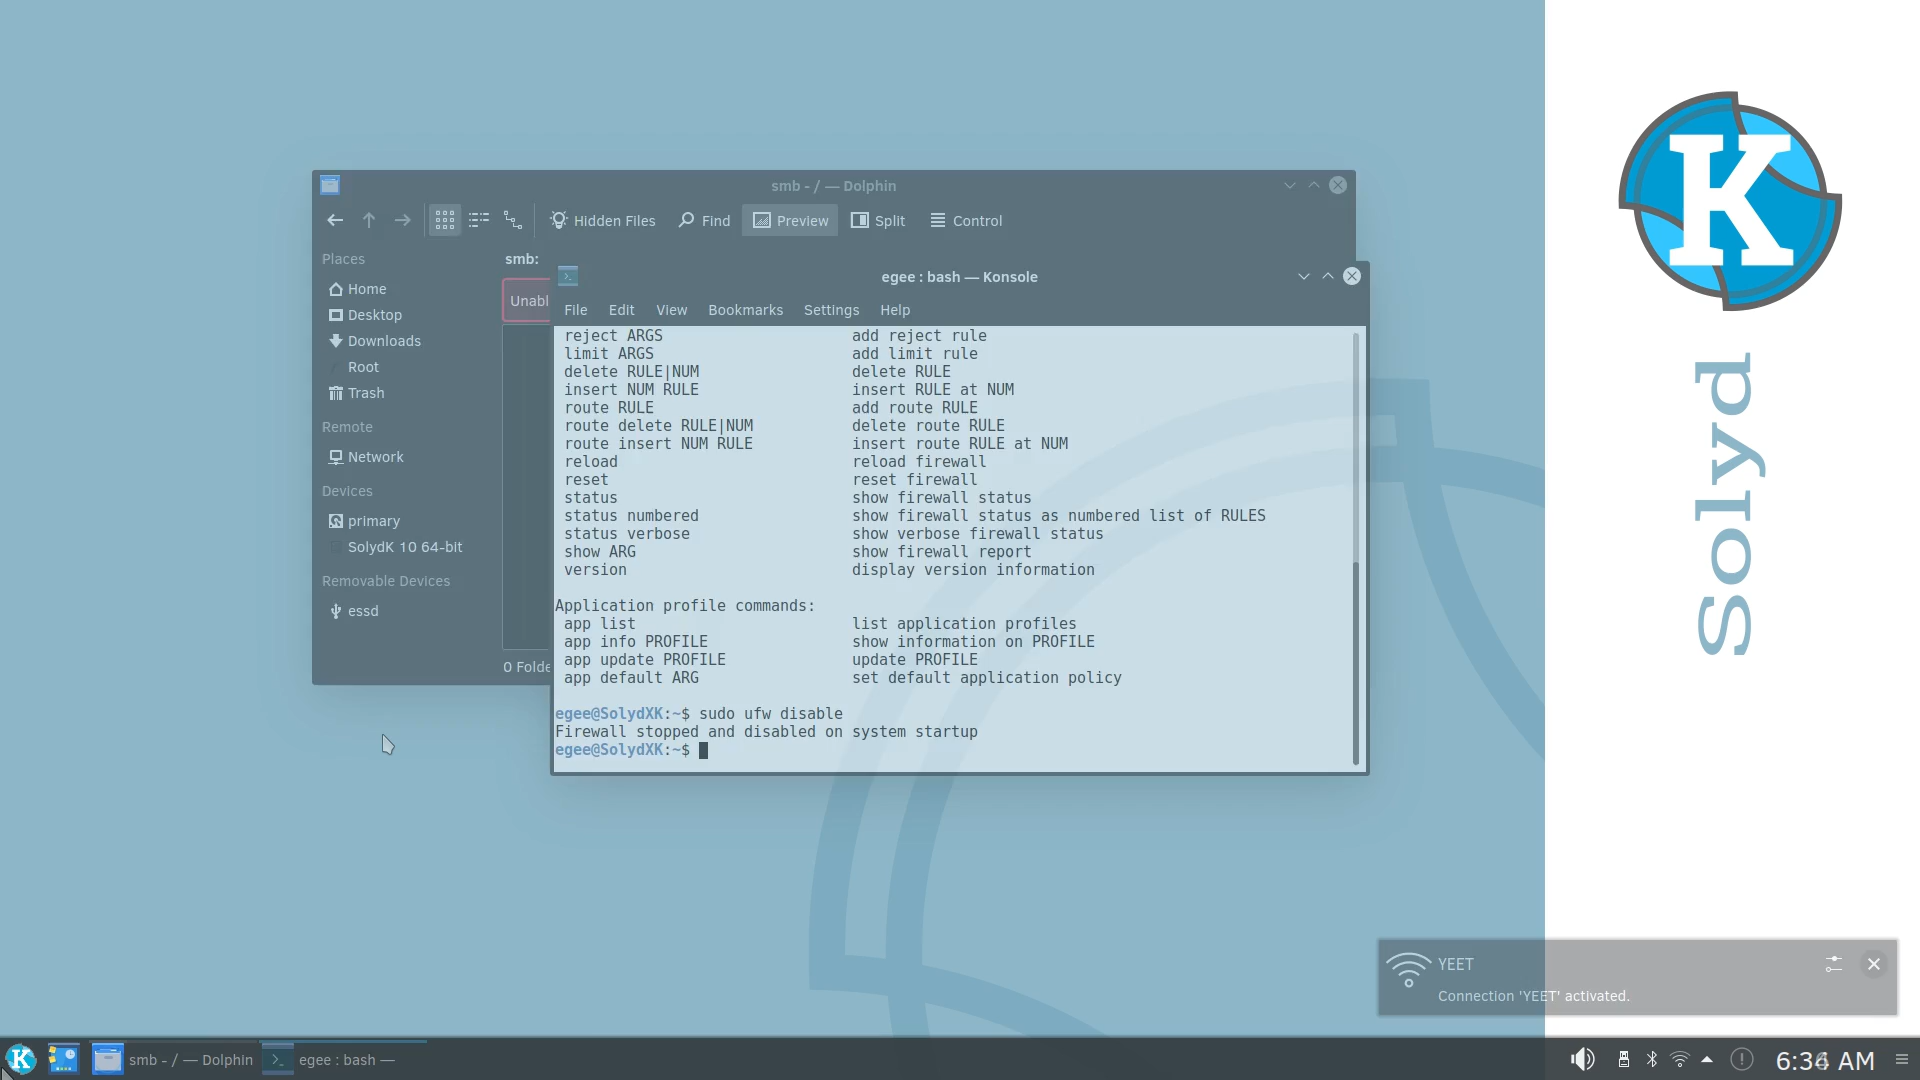 smb - / — Dolphin
Hidden Files
Find
Preview
Split
Control
Places
Home
Desktop
Downloads
Root
Trash
Remote
Network
Devices
primary
SolydK 10 64-bit
Removable Devices
essd
smb:
Unabl
0 Folde
egee : bash — Konsole
File Edit View Bookmarks Settings Help
reject ARGS add reject rule
limit ARGS add limit rule
delete RULE|NUM delete RULE
insert NUM RULE insert RULE at NUM
route RULE add route RULE
route delete RULE|NUM delete route RULE
route insert NUM RULE insert route RULE at NUM
reload reload firewall
reset reset firewall
status show firewall status
status numbered show firewall status as numbered list of RULES
status verbose show verbose firewall status
show ARG show firewall report
version display version information
Application profile commands:
app list list application profiles
app info PROFILE show information on PROFILE
app update PROFILE update PROFILE
app default ARG set default application policy
egee@SolydXK:~$ sudo ufw disable
Firewall stopped and disabled on system startup
egee@SolydXK:~$
K
Solyd
YEET
Connection 'YEET' activated.
K
smb - / — Dolphin
egee : bash —
AM